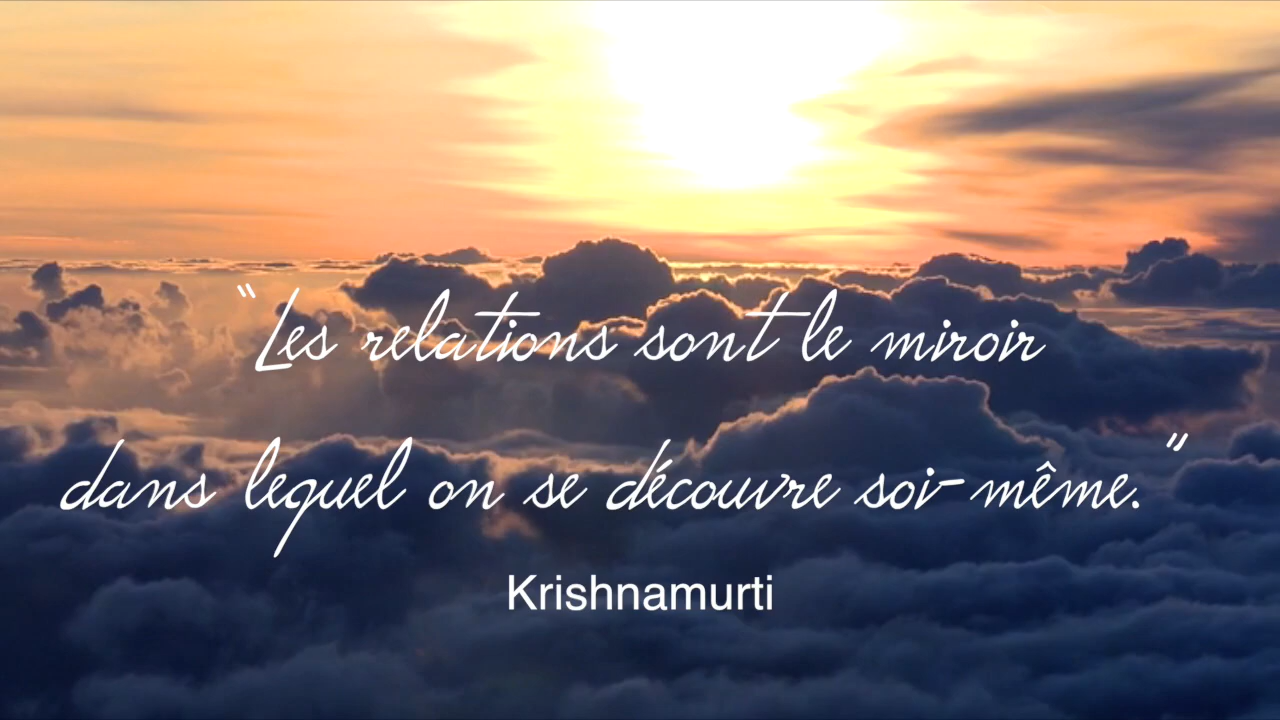 “Les relations sont le miroir
dans lequel on se découvre soi-même.”
Krishnamurti